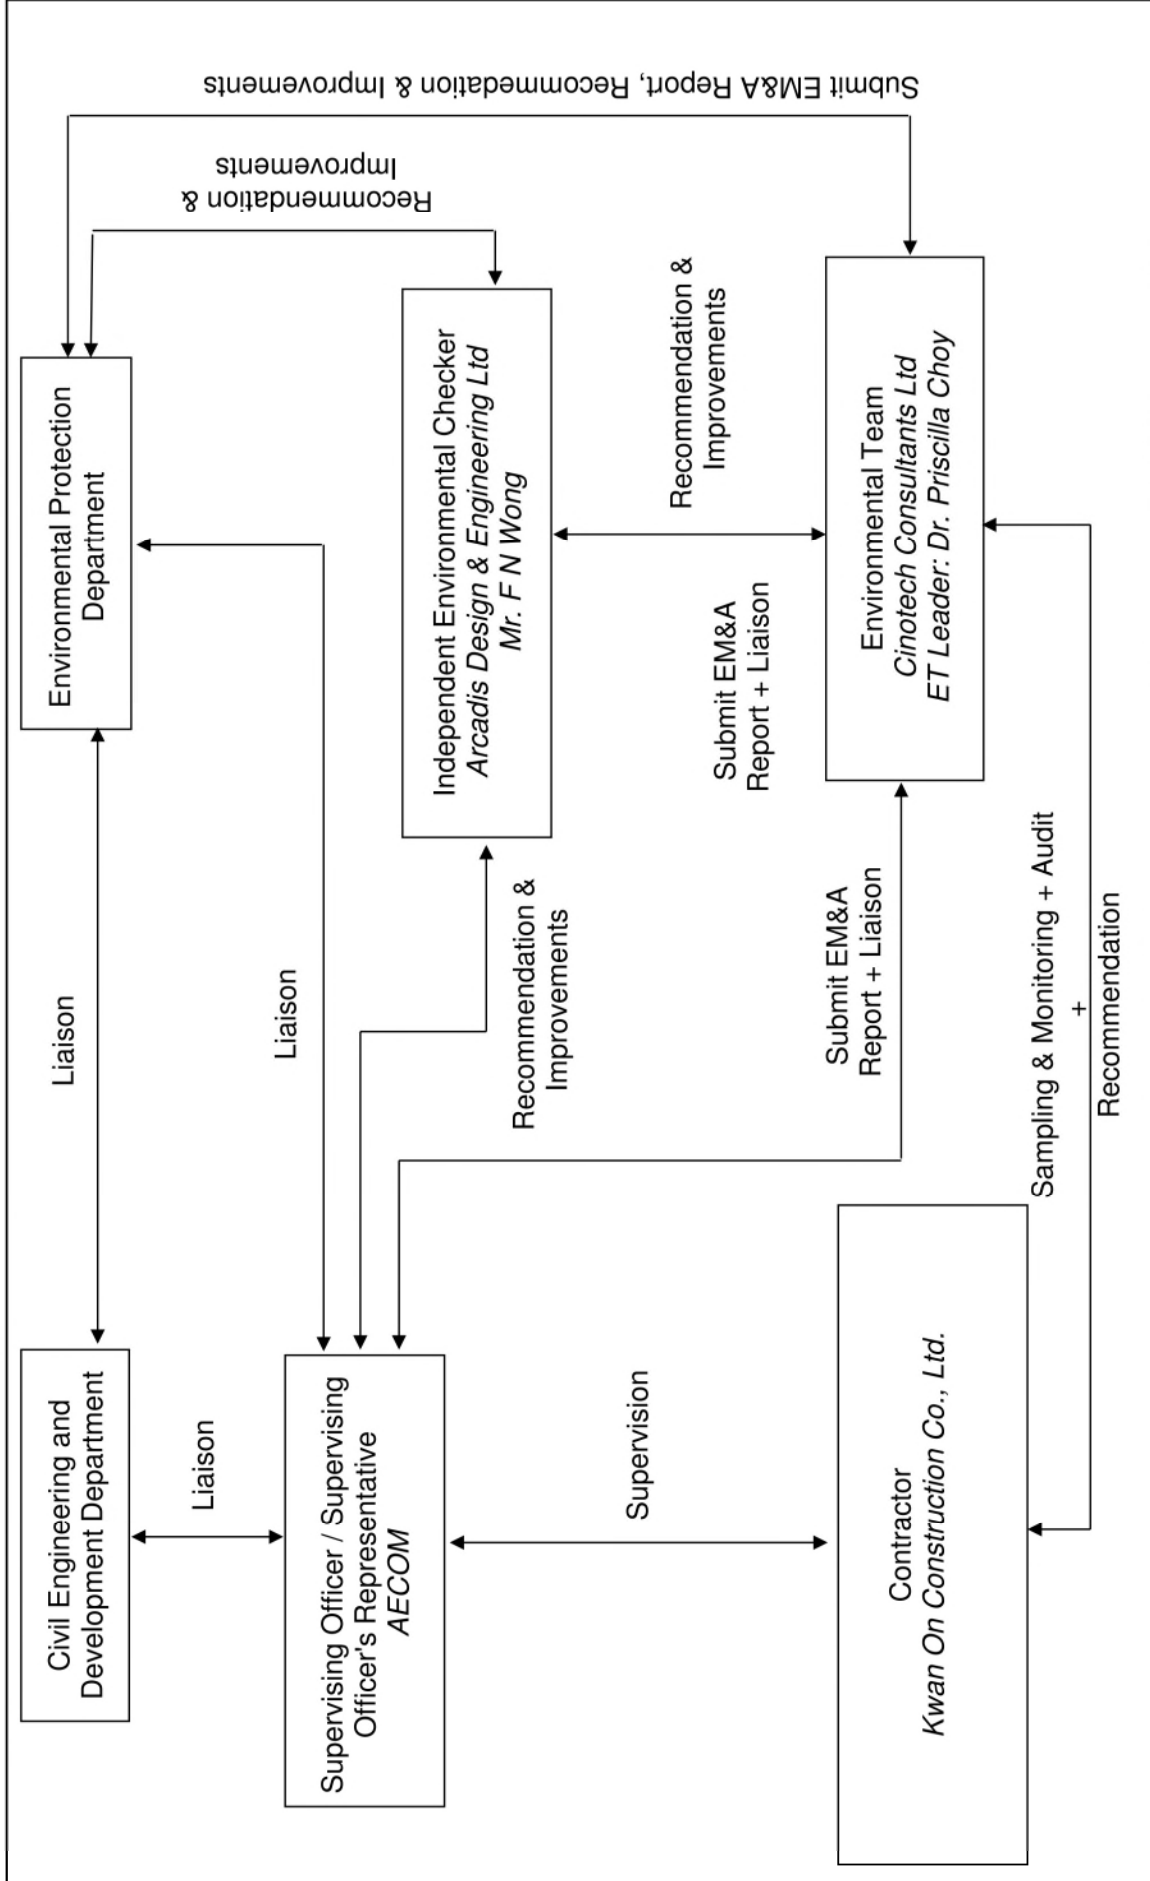 Civil Engineering and
Development Department
Liaison
Environmental Protection
Department
Liaison
Liaison
Supervising Officer / Supervising
Officer's Representative
AECOM
Recommendation &
Improvements
Submit EM&A Report, Recommedation & Improvements
Independent Environmental Checker
Arcadis Design & Engineering Ltd
Mr. F N Wong
Recommendation &
Improvements
Supervision
Recommendation &
Improvements
Submit EM&A
Report + Liaison
Submit EM&A
Report + Liaison
Contractor
Kwan On Construction Co., Ltd.
Environmental Team
Cinotech Consultants Ltd
ET Leader: Dr. Priscilla Choy
Sampling & Monitoring + Audit
+
Recommendation